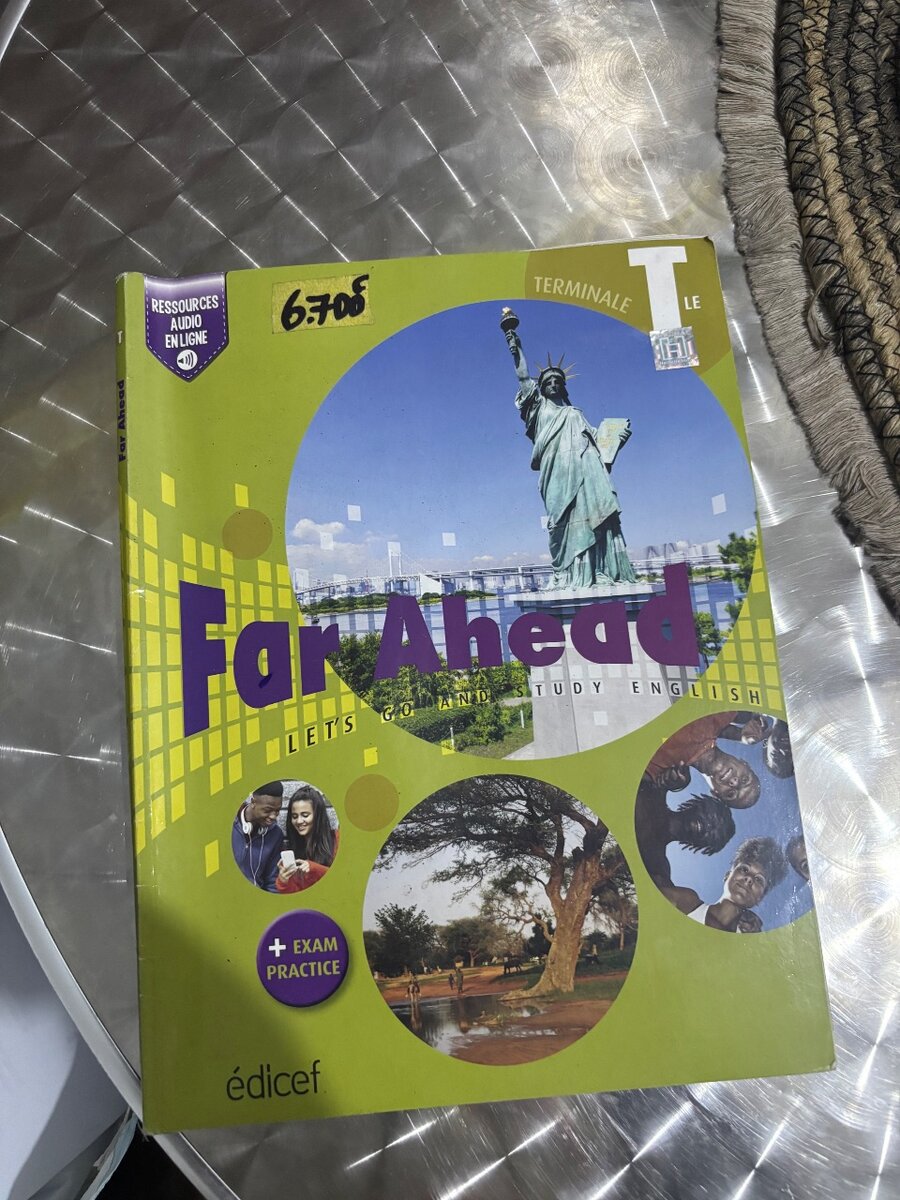 RESSOURCES
AUDIO
EN LIGNE
6.700F
TERMINALE
T LE
T
Far Ahead
Far Ahead
LET'S GO AND STUDY ENGLISH
+ EXAM
PRACTICE
édicef